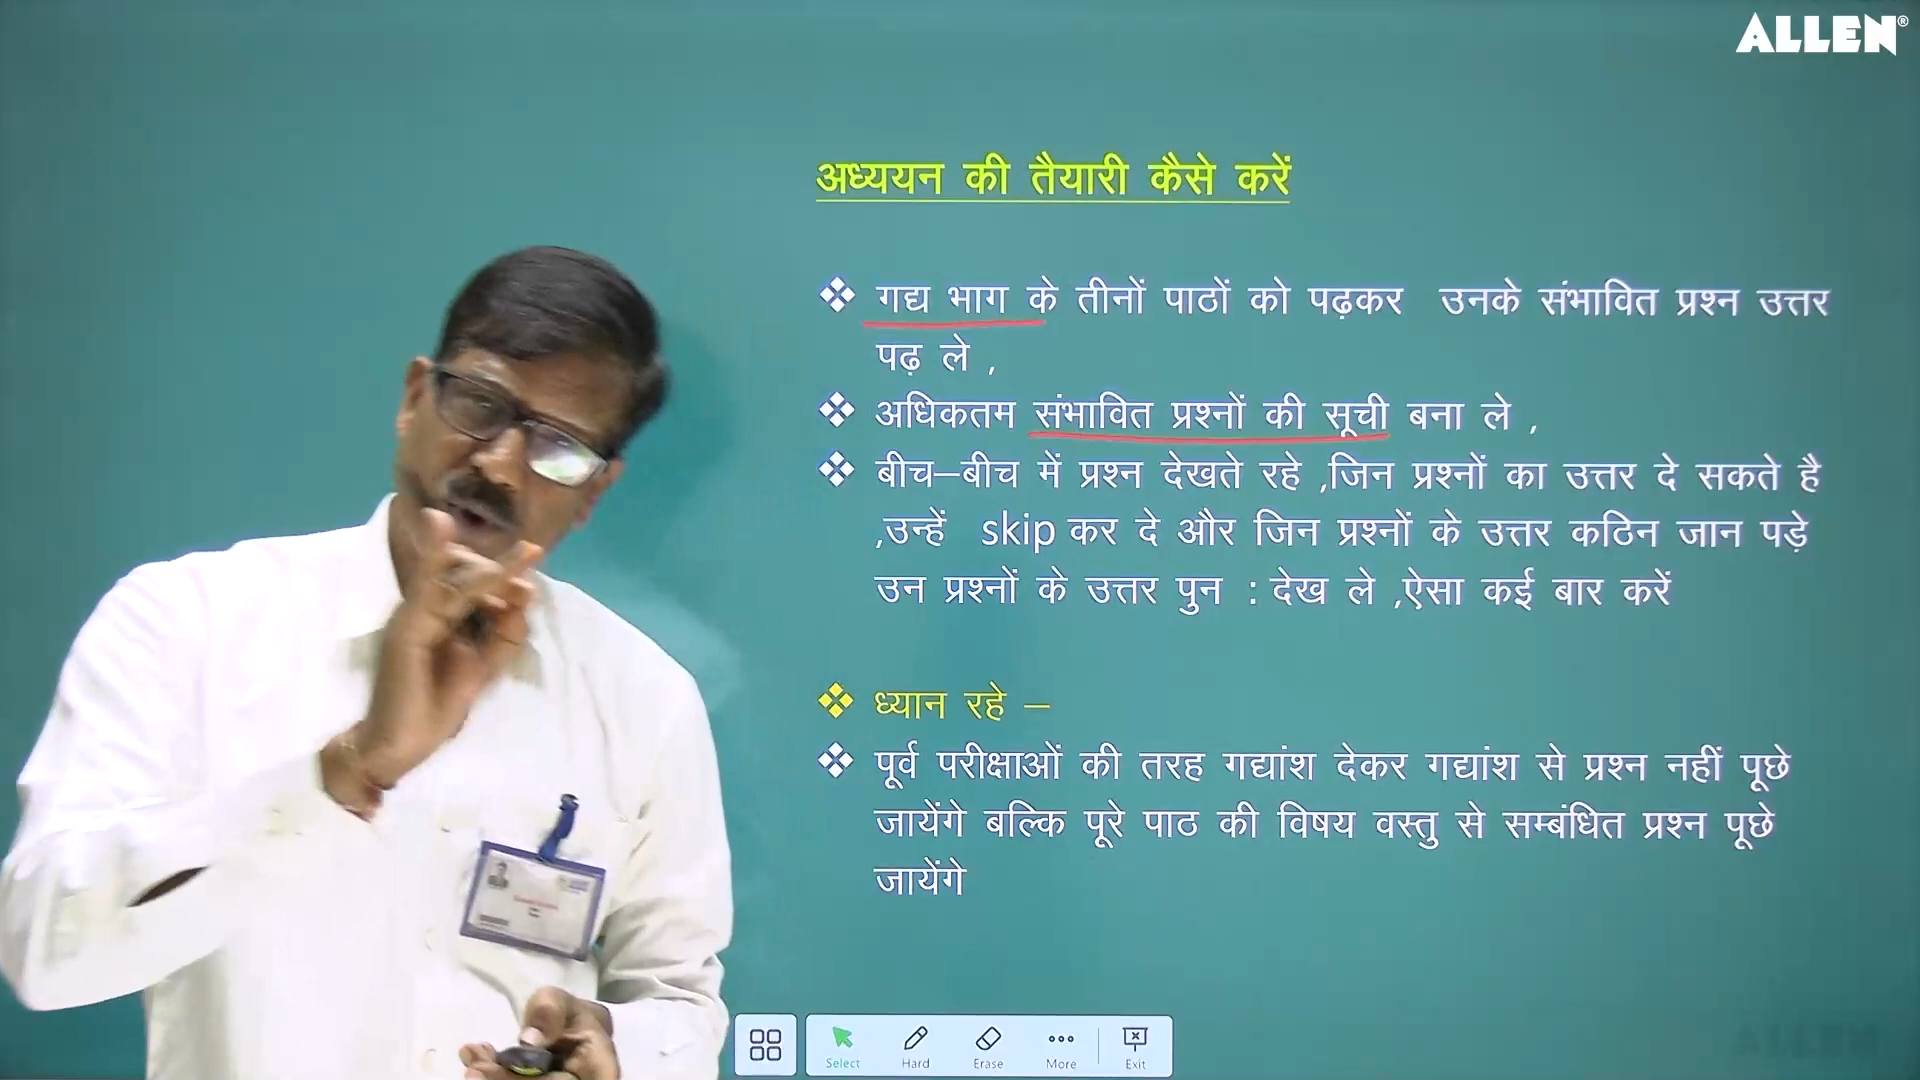 ALLEN®
अध्ययन की तैयारी कैसे करें
गद्य भाग के तीनों पाठों को पढ़कर उनके संभावित प्रश्न उत्तर
पढ़ ले ,
अधिकतम संभावित प्रश्नों की सूची बना ले ,
बीच–बीच में प्रश्न देखते रहे ,जिन प्रश्नों का उत्तर दे सकते है
,उन्हें skip कर दे और जिन प्रश्नों के उत्तर कठिन जान पड़े
उन प्रश्नों के उत्तर पुन : देख ले ,ऐसा कई बार करें
ध्यान रहे –
पूर्व परीक्षाओं की तरह गद्यांश देकर गद्यांश से प्रश्न नहीं पूछे
जायेंगे बल्कि पूरे पाठ की विषय वस्तु से सम्बंधित प्रश्न पूछे
जायेंगे
Select Hard Erase More Exit